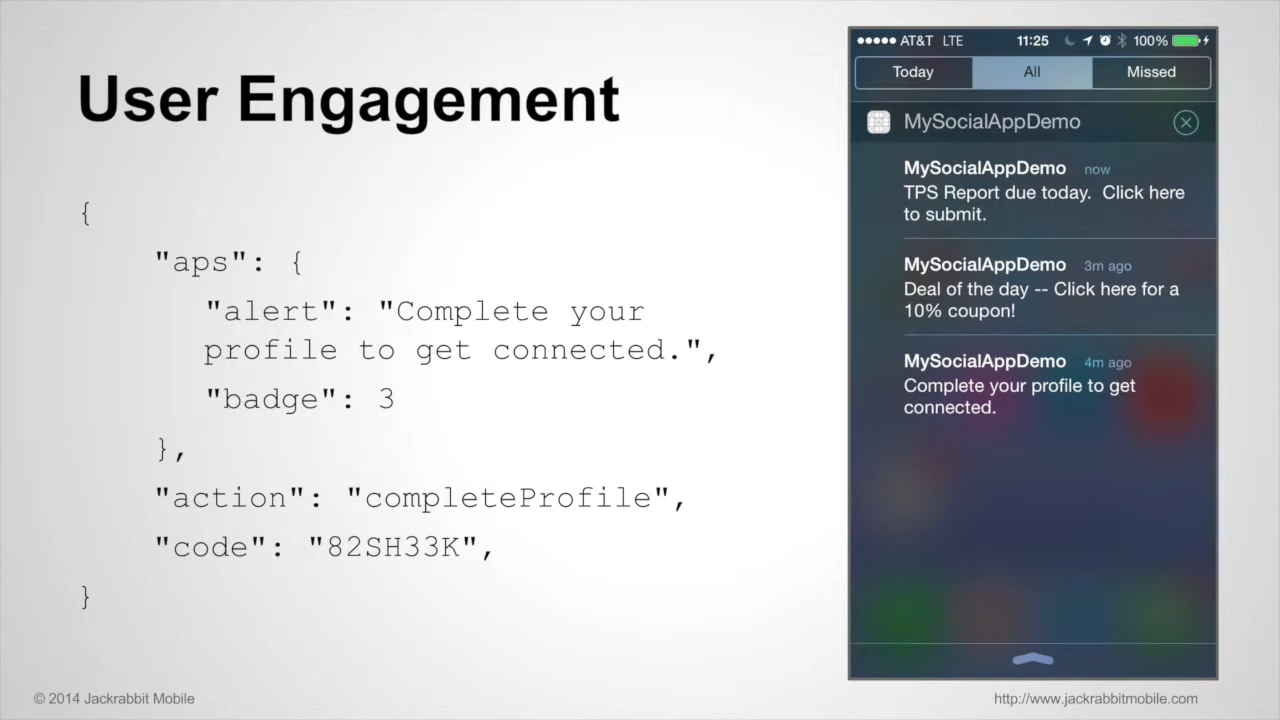 User Engagement
{
"aps": {
"alert": "Complete your
profile to get connected.",
"badge": 3
},
"action": "completeProfile",
"code": "82SH33K",
}
AT&T LTE 11:25 100%
Today All Missed
MySocialAppDemo
MySocialAppDemo now
TPS Report due today. Click here
to submit.
MySocialAppDemo 3m ago
Deal of the day -- Click here for a
10% coupon!
MySocialAppDemo 4m ago
Complete your profile to get
connected.
© 2014 Jackrabbit Mobile
http://www.jackrabbitmobile.com